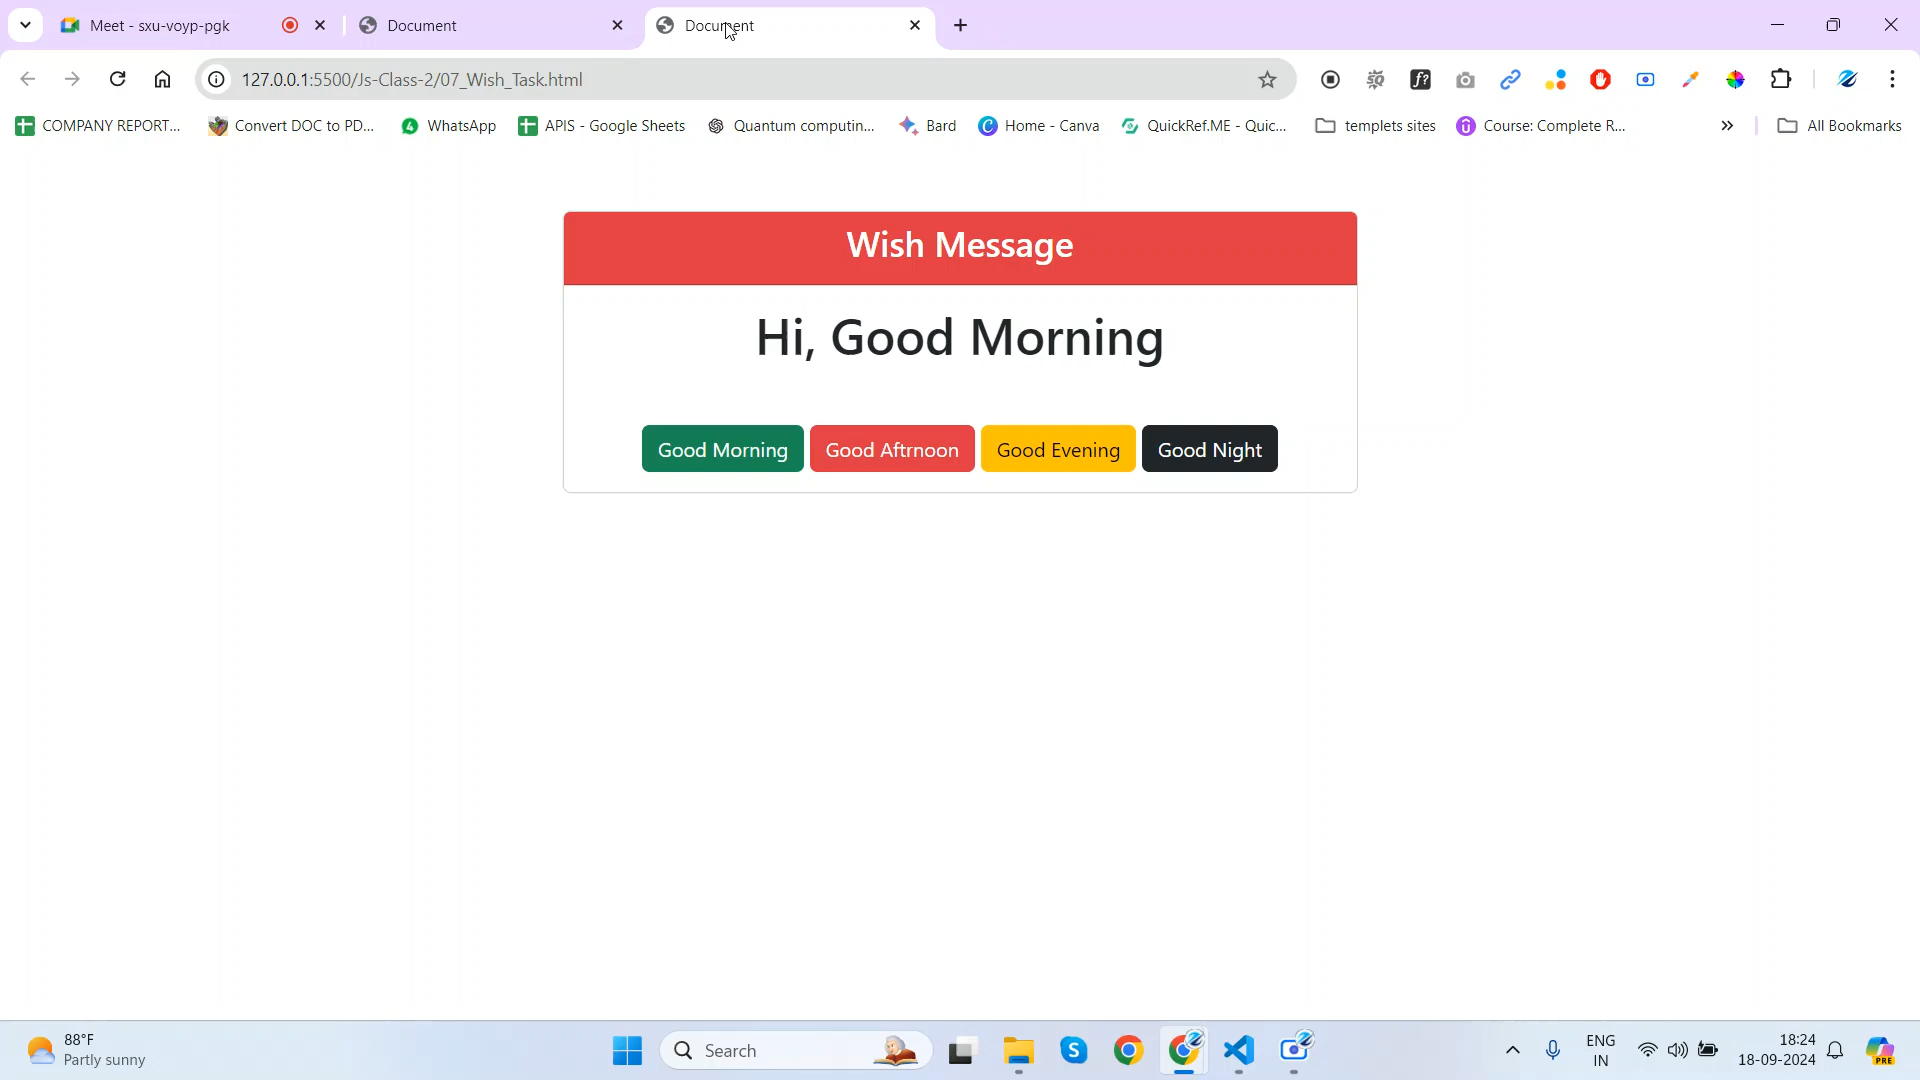 Meet - sxu-voyp-pgk
Document
Document
127.0.0.1:5500/Js-Class-2/07_Wish_Task.html
COMPANY REPORT...
Convert DOC to PD...
WhatsApp
APIS - Google Sheets
Quantum computin...
Bard
Home - Canva
QuickRef.ME - Quic...
templets sites
Course: Complete R...
All Bookmarks
Wish Message
Hi, Good Morning
Good Morning
Good Aftrnoon
Good Evening
Good Night
88°F
Partly sunny
Search
ENG
IN
18:24
18-09-2024
PRE